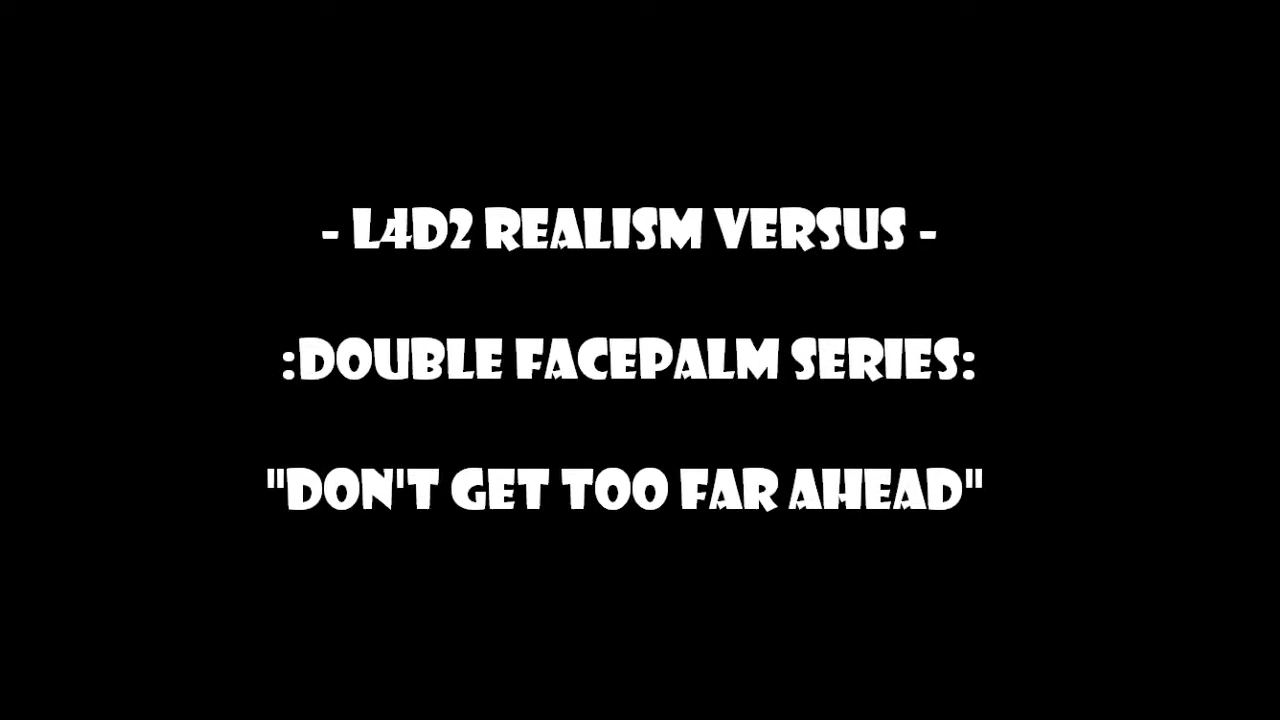 - L4D2 REALISM VERSUS -
:DOUBLE FACEPALM SERIES:
"DON'T GET TOO FAR AHEAD"